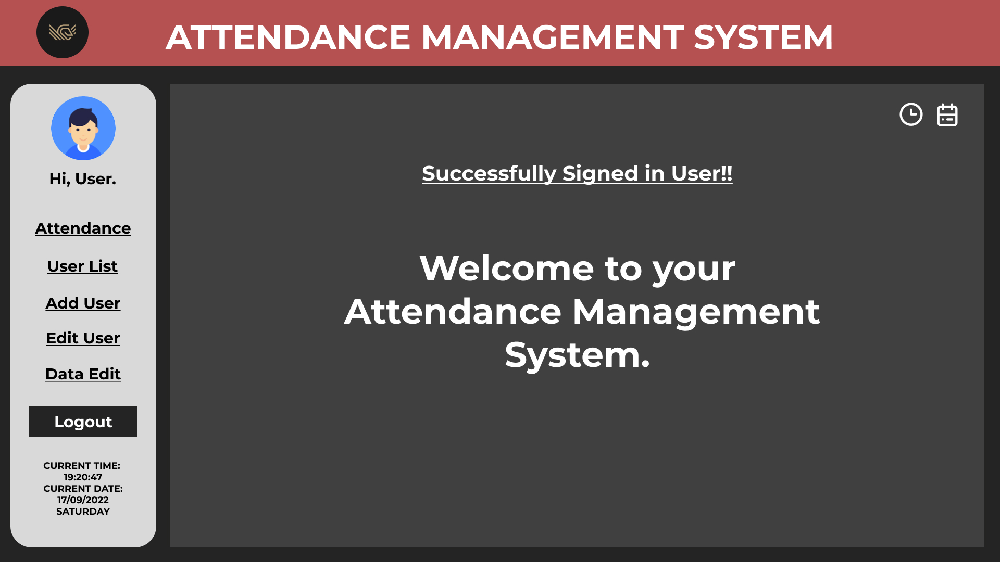 ATTENDANCE MANAGEMENT SYSTEM
Hi, User.
Attendance
User List
Add User
Edit User
Data Edit
Logout
CURRENT TIME:
19:20:47
CURRENT DATE:
17/09/2022
SATURDAY
Successfully Signed in User!!
Welcome to your
Attendance Management
System.